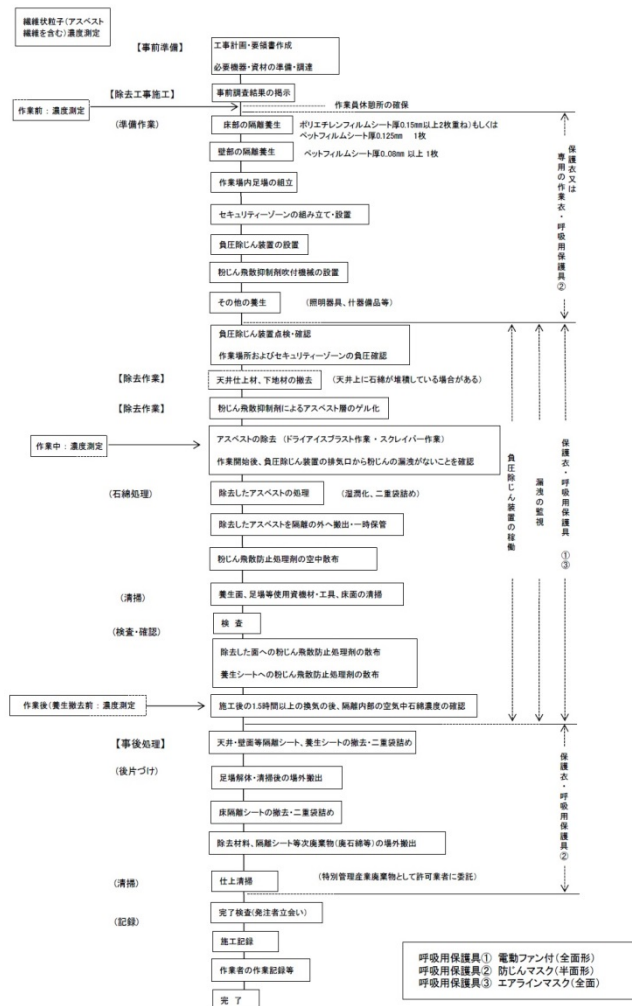 繊維状粒子(アスベスト
繊維を含む)濃度測定
【事前準備】
工事計画・要領書作成
必要機器・資材の準備・調達
【除去工事施工】
事前調査結果の掲示
作業前:濃度測定
作業員休憩所の確保
(準備作業)
床部の隔離養生
ポリエチレンフィルムシート厚0.15mm以上2枚重ね)もしくは
ペットフィルムシート厚0.125mm 1枚
壁部の隔離養生
ペットフィルムシート厚0.08mm 以上 1枚
作業場内足場の組立
セキュリティーゾーンの組み立て・設置
負圧除じん装置の設置
粉じん飛散抑制剤吹付機械の設置
その他の養生
(照明器具、什器備品等)
保護衣又は
専用の作業衣・呼吸用保護具②
負圧除じん装置点検・確認
作業場所およびセキュリティーゾーンの負圧確認
【除去作業】
天井仕上材、下地材の撤去
(天井上に石綿が堆積している場合がある)
【除去作業】
粉じん飛散抑制剤によるアスベスト層のゲル化
作業中:濃度測定
アスベストの除去 (ドライアイスブラスト作業・スクレイパー作業)
作業開始後、負圧除じん装置の排気口から粉じんの漏洩がないことを確認
(石綿処理)
除去したアスベストの処理
(湿潤化、二重袋詰め)
除去したアスベストを隔離の外へ搬出・一時保管
粉じん飛散防止処理剤の空中散布
(清掃)
養生面、足場等使用資機材・工具、床面の清掃
(検査・確認)
検 査
除去した面への粉じん飛散防止処理剤の散布
養生シートへの粉じん飛散防止処理剤の散布
作業後(養生撤去前:濃度測定
施工後の1.5時間以上の換気の後、隔離内部の空気中石綿濃度の確認
負圧除じん装置の稼働
漏洩の監視
保護衣・呼吸用保護具 ①③
【事後処理】
天井・壁面等隔離シート、養生シートの撤去・二重袋詰め
(後片づけ)
足場解体・清掃後の場外搬出
床隔離シートの撤去・二重袋詰め
除去材料、隔離シート等次廃棄物(廃石綿等)の場外搬出
(清掃)
仕上清掃
(特別管理産業廃棄物として許可業者に委託)
保護衣・呼吸用保護具②
(記録)
完了検査(発注者立会い)
施工記録
作業者の作業記録等
完 了
呼吸用保護具① 電動ファン付(全面形)
呼吸用保護具② 防じんマスク(半面形)
呼吸用保護具③ エアラインマスク(全面)